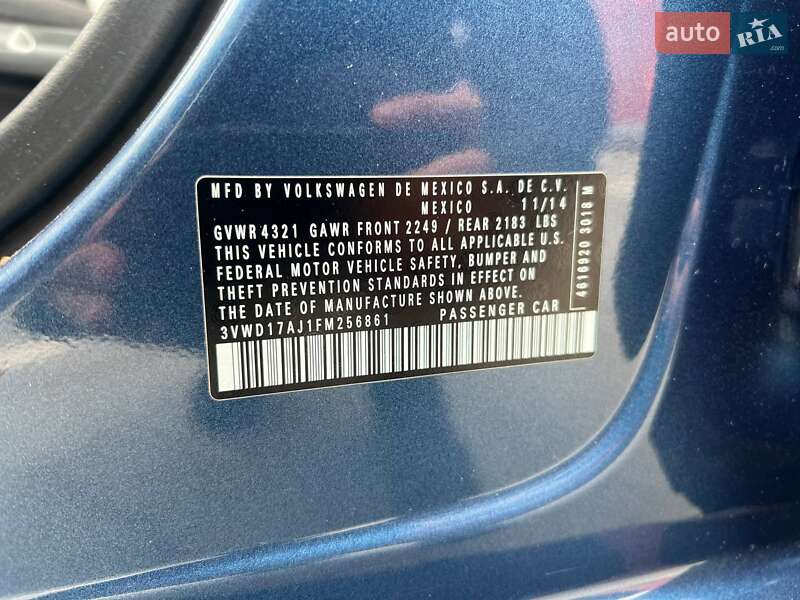 auto RIA .com
MFD BY VOLKSWAGEN DE MEXICO S.A. DE C.V.
MEXICO 11/14
GVWR 4321 GAWR FRONT 2249 / REAR 2183 LBS
THIS VEHICLE CONFORMS TO ALL APPLICABLE U.S.
FEDERAL MOTOR VEHICLE SAFETY, BUMPER AND
THEFT PREVENTION STANDARDS IN EFFECT ON
THE DATE OF MANUFACTURE SHOWN ABOVE.
3VWD17AJ1FM256861 PASSENGER CAR
4616920 3018 M